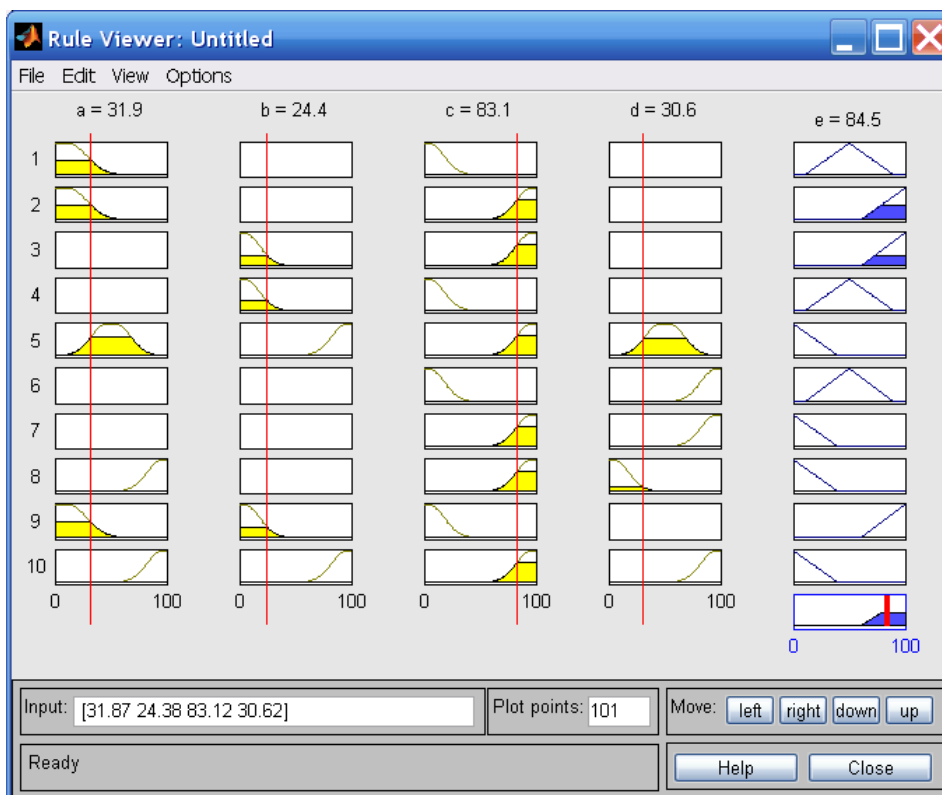 Rule Viewer: Untitled
File Edit View Options
a = 31.9 b = 24.4 c = 83.1 d = 30.6 e = 84.5
1
2
3
4
5
6
7
8
9
10
0 100 0 100 0 100 0 100
0 100
Input: [31.87 24.38 83.12 30.62] Plot points: 101 Move: left right down up
Ready Help Close